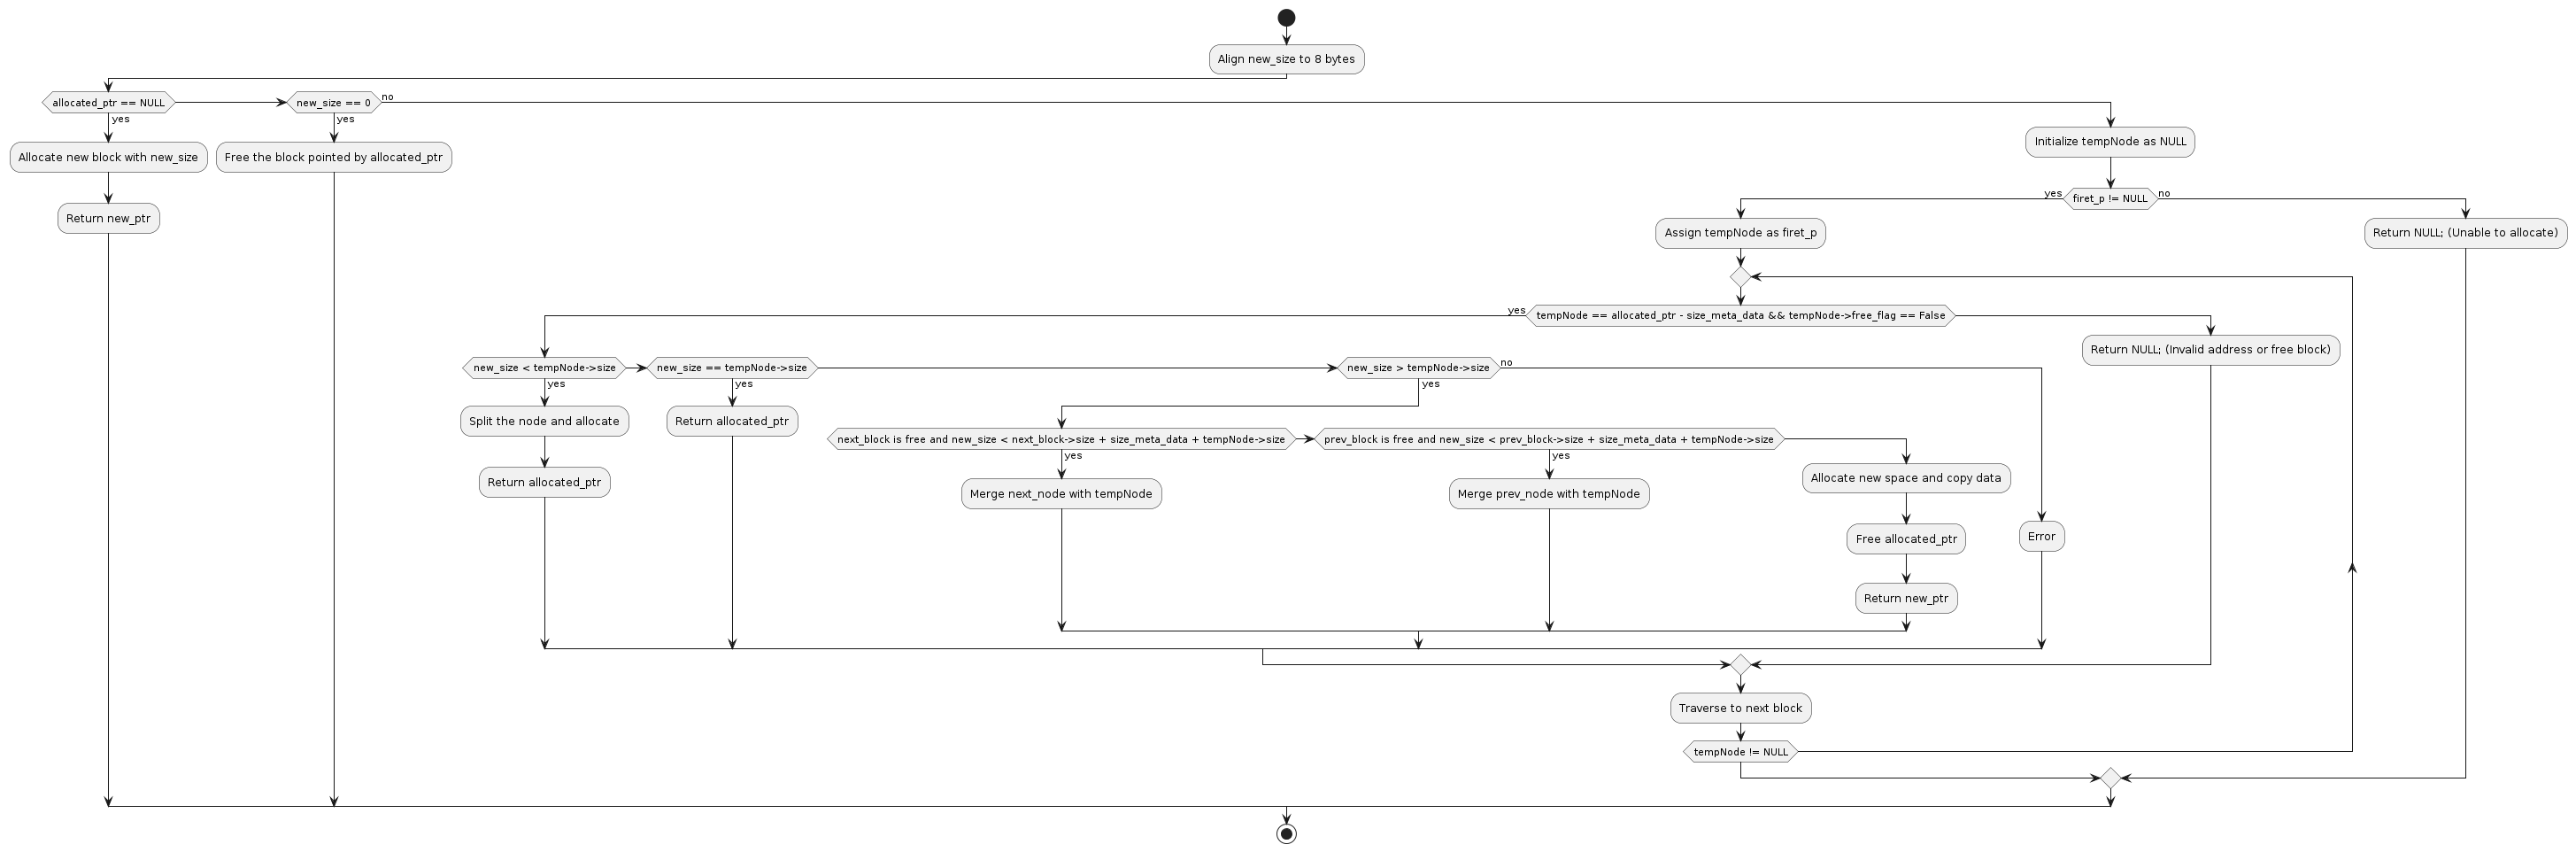 Align new_size to 8 bytes
allocated_ptr == NULL
yes
new_size == 0
no
yes
Allocate new block with new_size
Return new_ptr
Free the block pointed by allocated_ptr
Initialize tempNode as NULL
yes
firet_p != NULL
no
Assign tempNode as firet_p
Return NULL; (Unable to allocate)
yes
tempNode == allocated_ptr - size_meta_data && tempNode->free_flag == False
Return NULL; (Invalid address or free block)
new_size < tempNode->size
yes
new_size == tempNode->size
yes
new_size > tempNode->size
no
yes
Split the node and allocate
Return allocated_ptr
Return allocated_ptr
next_block is free and new_size < next_block->size + size_meta_data + tempNode->size
yes
prev_block is free and new_size < prev_block->size + size_meta_data + tempNode->size
yes
Merge next_node with tempNode
Merge prev_node with tempNode
Allocate new space and copy data
Free allocated_ptr
Return new_ptr
Error
Traverse to next block
tempNode != NULL